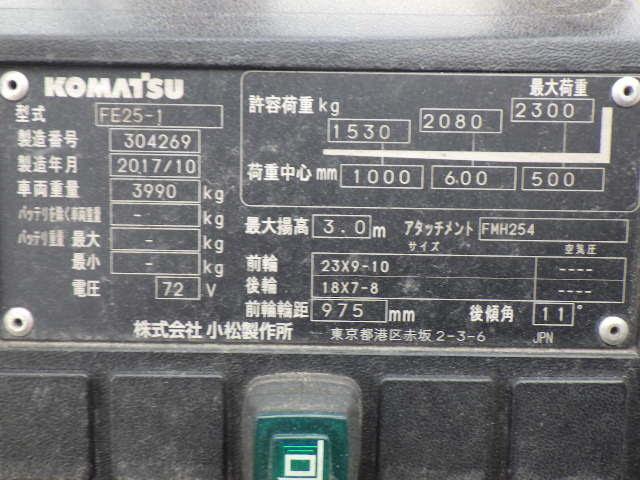 KOMATSU
型式 FE25-1
製造番号 304269
製造年月 2017/10
車両重量 3990 kg
バッテリを除く車両重量 - kg
バッテリ重量 最大 - kg
最小 - kg
電圧 72 V
最大荷重
許容荷重 kg 1530 2080 2300
荷重中心 mm 1000 600 500
最大揚高 3.0 m アタッチメント FMH254
サイズ 空気圧
前輪 23X9-10 ----
後輪 18X7-8 ----
前輪輪距 975 mm 後傾角 11°
株式会社 小松製作所 東京都港区赤坂2-3-6 JPN